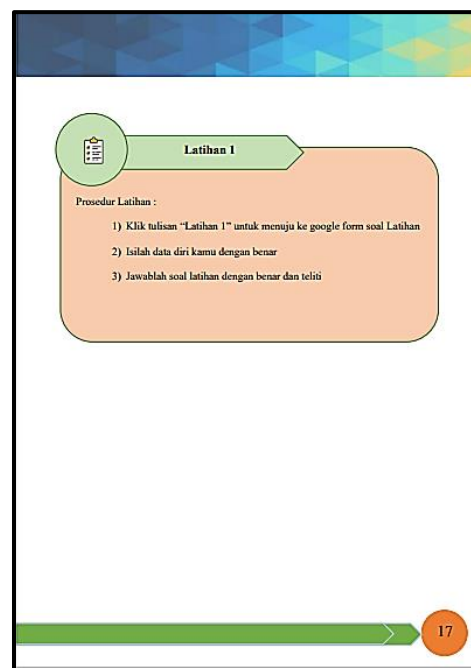 Latihan 1
Prosedur Latihan :
1) Klik tulisan “Latihan 1” untuk menuju ke google form soal Latihan
2) Isilah data diri kamu dengan benar
3) Jawablah soal latihan dengan benar dan teliti
17